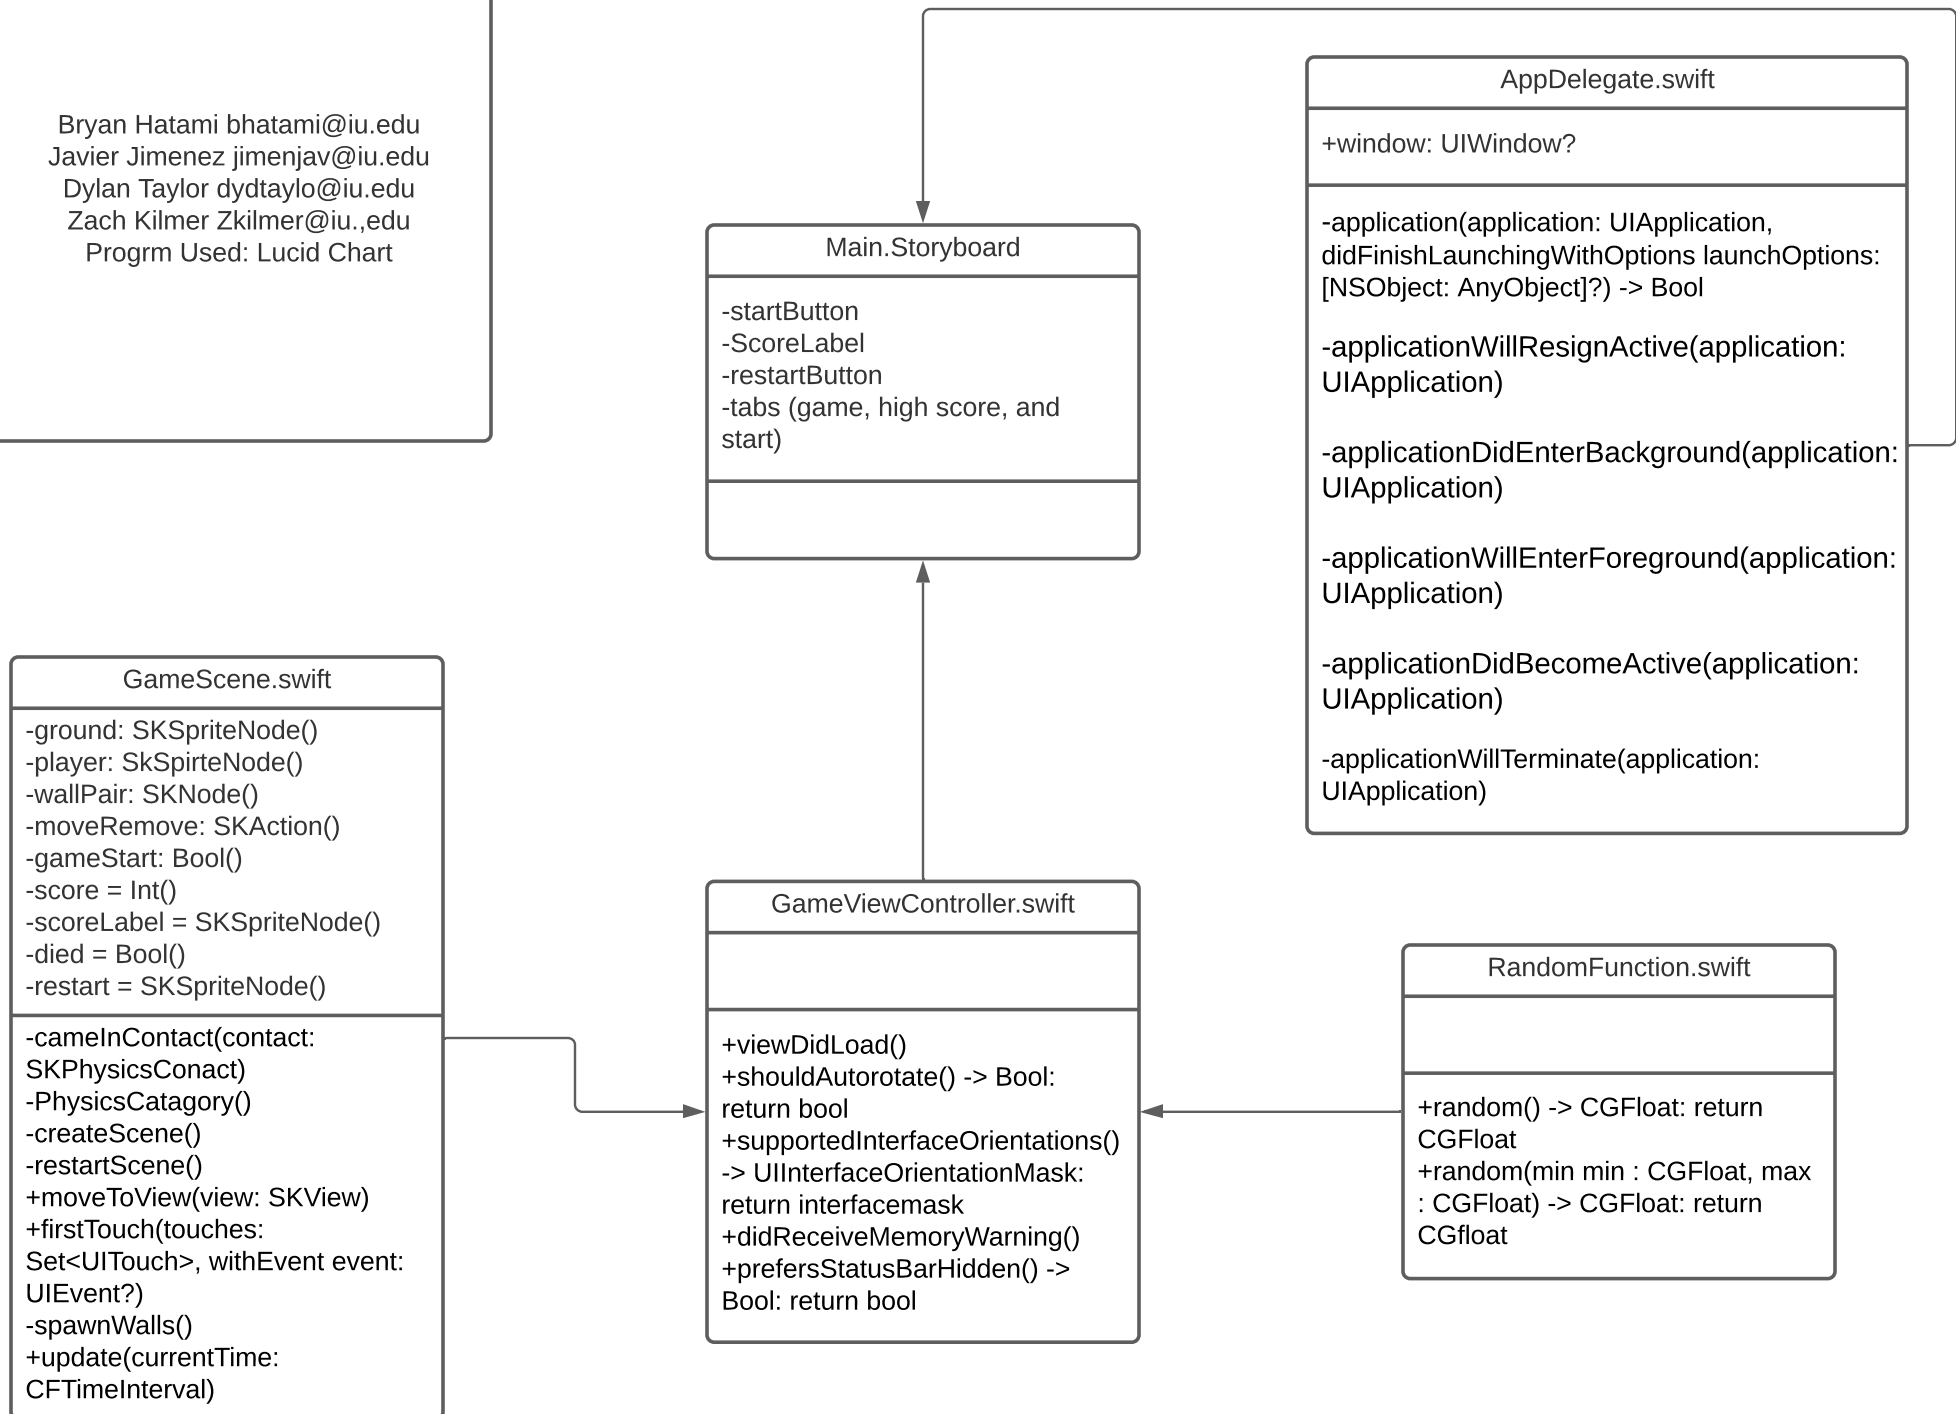 Bryan Hatami bhatami@iu.edu
Javier Jimenez jimenjav@iu.edu
Dylan Taylor dydtaylo@iu.edu
Zach Kilmer Zkilmer@iu.,edu
Progrm Used: Lucid Chart
Main.Storyboard
-startButton
-ScoreLabel
-restartButton
-tabs (game, high score, and
start)
AppDelegate.swift
+window: UIWindow?
-application(application: UIApplication,
didFinishLaunchingWithOptions launchOptions:
[NSObject: AnyObject]?) -> Bool
-applicationWillResignActive(application:
UIApplication)
-applicationDidEnterBackground(application:
UIApplication)
-applicationWillEnterForeground(application:
UIApplication)
-applicationDidBecomeActive(application:
UIApplication)
-applicationWillTerminate(application:
UIApplication)
GameScene.swift
-ground: SKSpriteNode()
-player: SkSpirteNode()
-wallPair: SKNode()
-moveRemove: SKAction()
-gameStart: Bool()
-score = Int()
-scoreLabel = SKSpriteNode()
-died = Bool()
-restart = SKSpriteNode()
-cameInContact(contact:
SKPhysicsConact)
-PhysicsCatagory()
-createScene()
-restartScene()
+moveToView(view: SKView)
+firstTouch(touches:
Set<UITouch>, withEvent event:
UIEvent?)
-spawnWalls()
+update(currentTime:
CFTimeInterval)
GameViewController.swift
+viewDidLoad()
+shouldAutorotate() -> Bool:
return bool
+supportedInterfaceOrientations()
-> UIInterfaceOrientationMask:
return interfacemask
+didReceiveMemoryWarning()
+prefersStatusBarHidden() ->
Bool: return bool
RandomFunction.swift
+random() -> CGFloat: return
CGFloat
+random(min min : CGFloat, max
: CGFloat) -> CGFloat: return
CGfloat